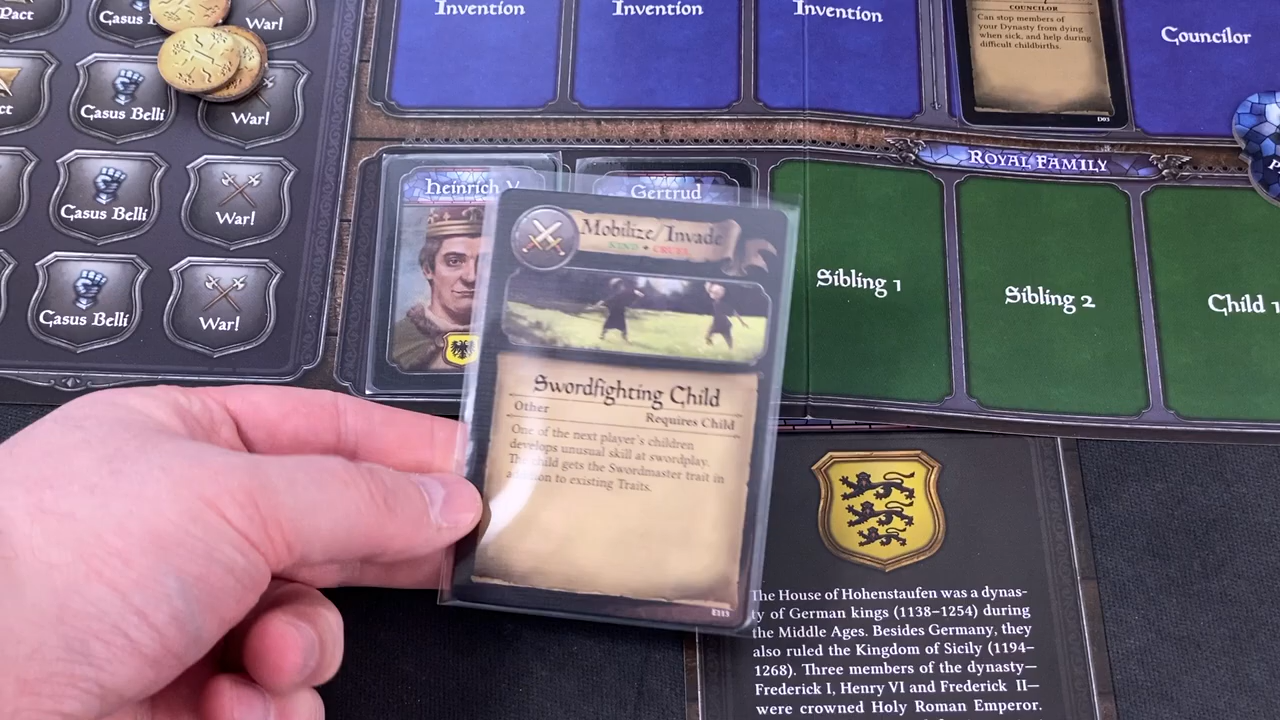 Pact
Casus
War!
Casus Belli
War!
Casus Belli
War!
Casus Belli
War!
Invention
Invention
Invention
COUNCILOR
Can stop members of
your Dynasty from dying
when sick, and help during
difficult childbirths.
Councilor
ROYAL FAMILY
Heinrich V
Gertrud
Sibling 1
Sibling 2
Child 1
Mobilize/Invade
KIND • CRUEL
Swordfighting Child
Other
Requires Child
One of the next player's children
develops unusual skill at swordplay.
The child gets the Swordmaster trait in
addition to existing Traits.
E113
The House of Hohenstaufen was a dynas-
ty of German kings (1138–1254) during
the Middle Ages. Besides Germany, they
also ruled the Kingdom of Sicily (1194–
1268). Three members of the dynasty—
Frederick I, Henry VI and Frederick II—
were crowned Holy Roman Emperor.